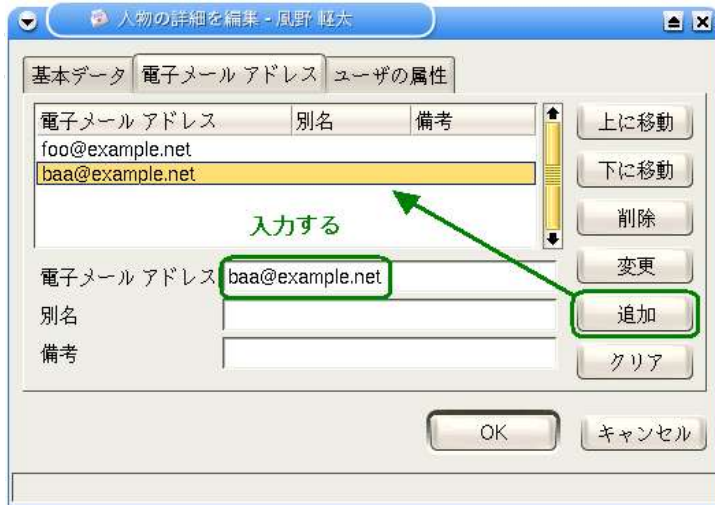 人物の詳細を編集 - 風野 軽太
基本データ 電子メール アドレス ユーザの属性
電子メール アドレス 別名 備考
foo@example.net
baa@example.net
入力する
上に移動
下に移動
削除
変更
追加
クリア
電子メール アドレス baa@example.net
別名
備考
OK キャンセル